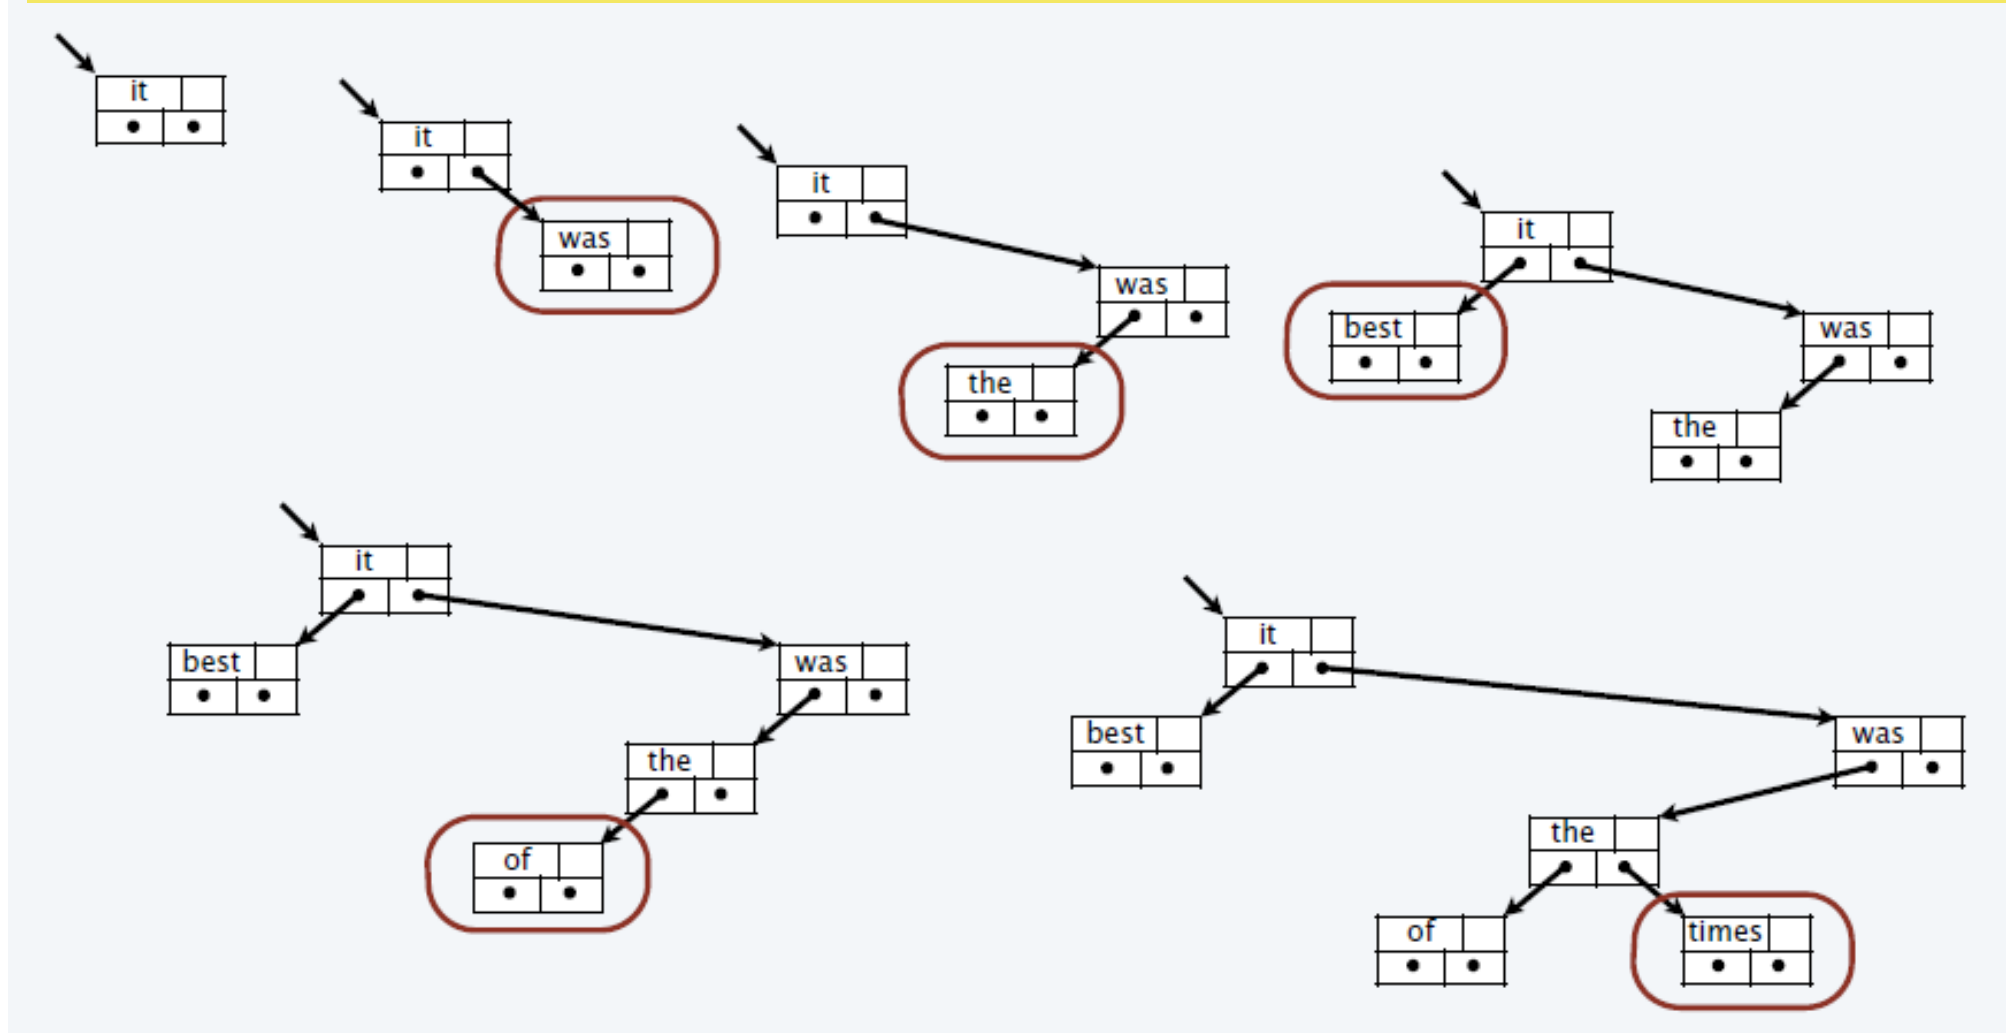 it
it
was
it
was
the
it
best
was
the
it
best
was
the
of
it
best
was
the
of
times